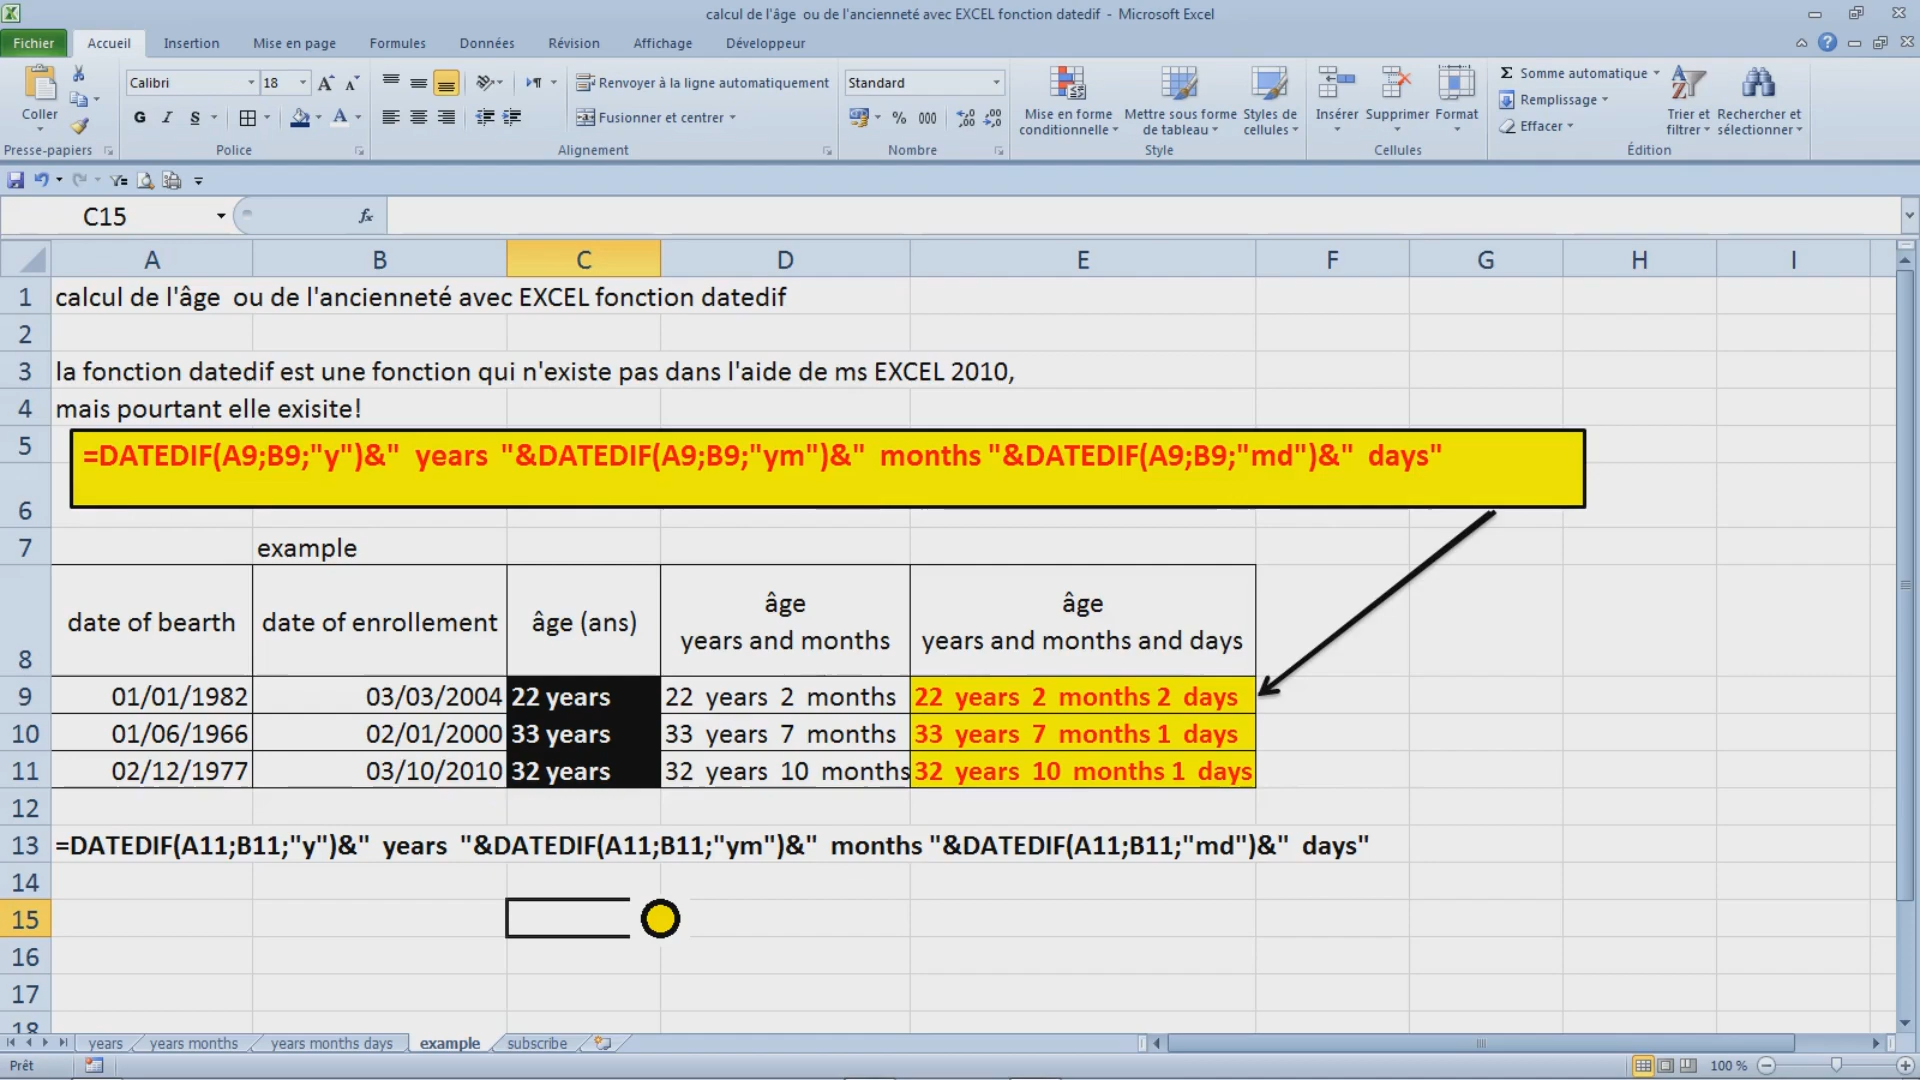 calcul de l'âge  ou de l'ancienneté avec EXCEL fonction datedif  -  Microsoft Excel
Fichier Accueil Insertion Mise en page Formules Données Révision Affichage Développeur
Coller
Presse-papiers
Calibri 18
G I S
Police
Renvoyer à la ligne automatiquement
Fusionner et centrer
Alignement
Standard
% 000
Nombre
Mise en forme conditionnelle
Mettre sous forme de tableau
Styles de cellules
Style
Insérer Supprimer Format
Cellules
Somme automatique
Remplissage
Effacer
Trier et filtrer
Rechercher et sélectionner
Édition
C15 fx
A B C D E F G H I
1 calcul de l'âge  ou de l'ancienneté avec EXCEL fonction datedif
2
3 la fonction datedif est une fonction qui n'existe pas dans l'aide de ms EXCEL 2010,
4 mais pourtant elle exisite!
5 =DATEDIF(A9;B9;"y")&"  years  "&DATEDIF(A9;B9;"ym")&"  months "&DATEDIF(A9;B9;"md")&"  days"
6
7 example
8 date of bearth date of enrollement âge (ans) âge years and months âge years and months and days
9 01/01/1982 03/03/2004 22 years 22  years  2  months 22  years  2  months 2  days
10 01/06/1966 02/01/2000 33 years 33  years  7  months 33  years  7  months 1  days
11 02/12/1977 03/10/2010 32 years 32  years  10  months 32  years  10  months 1  days
12
13 =DATEDIF(A11;B11;"y")&"  years  "&DATEDIF(A11;B11;"ym")&"  months "&DATEDIF(A11;B11;"md")&"  days"
14
15
16
17
18
years years months years months days example subscribe
Prêt 100 %